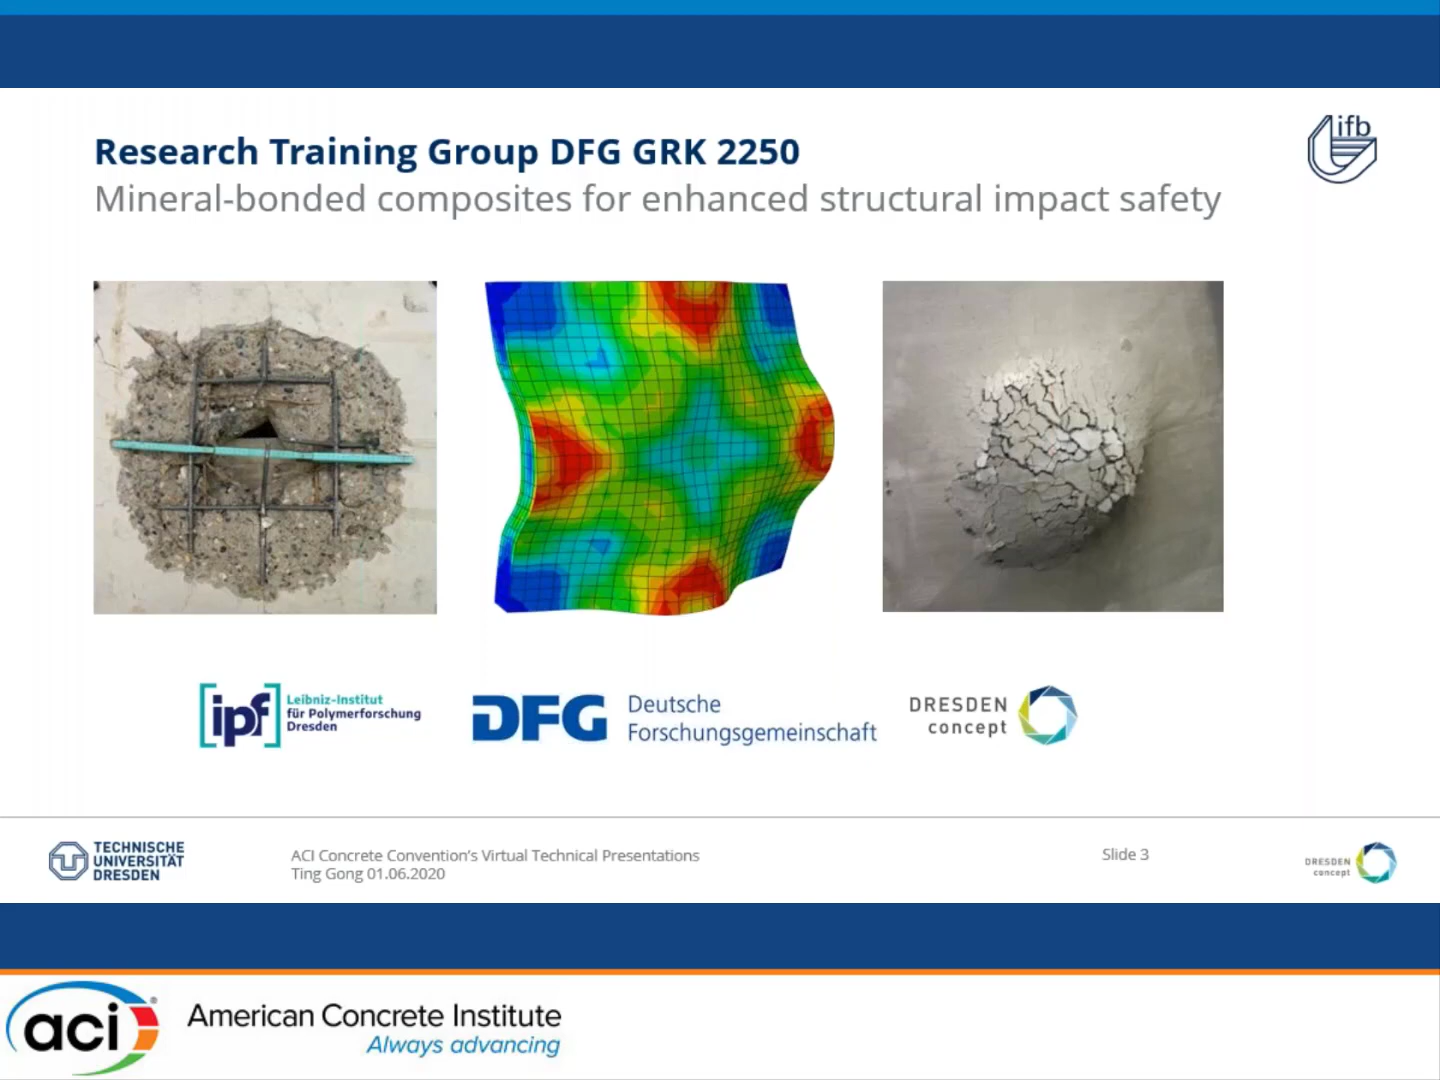 Research Training Group DFG GRK 2250
Mineral-bonded composites for enhanced structural impact safety
ifb
ipf
Leibniz-Institut
für Polymerforschung
Dresden
DFG
Deutsche
Forschungsgemeinschaft
DRESDEN
concept
TECHNISCHE
UNIVERSITÄT
DRESDEN
ACI Concrete Convention's Virtual Technical Presentations
Ting Gong 01.06.2020
Slide 3
DRESDEN
concept
aci®
American Concrete Institute
Always advancing